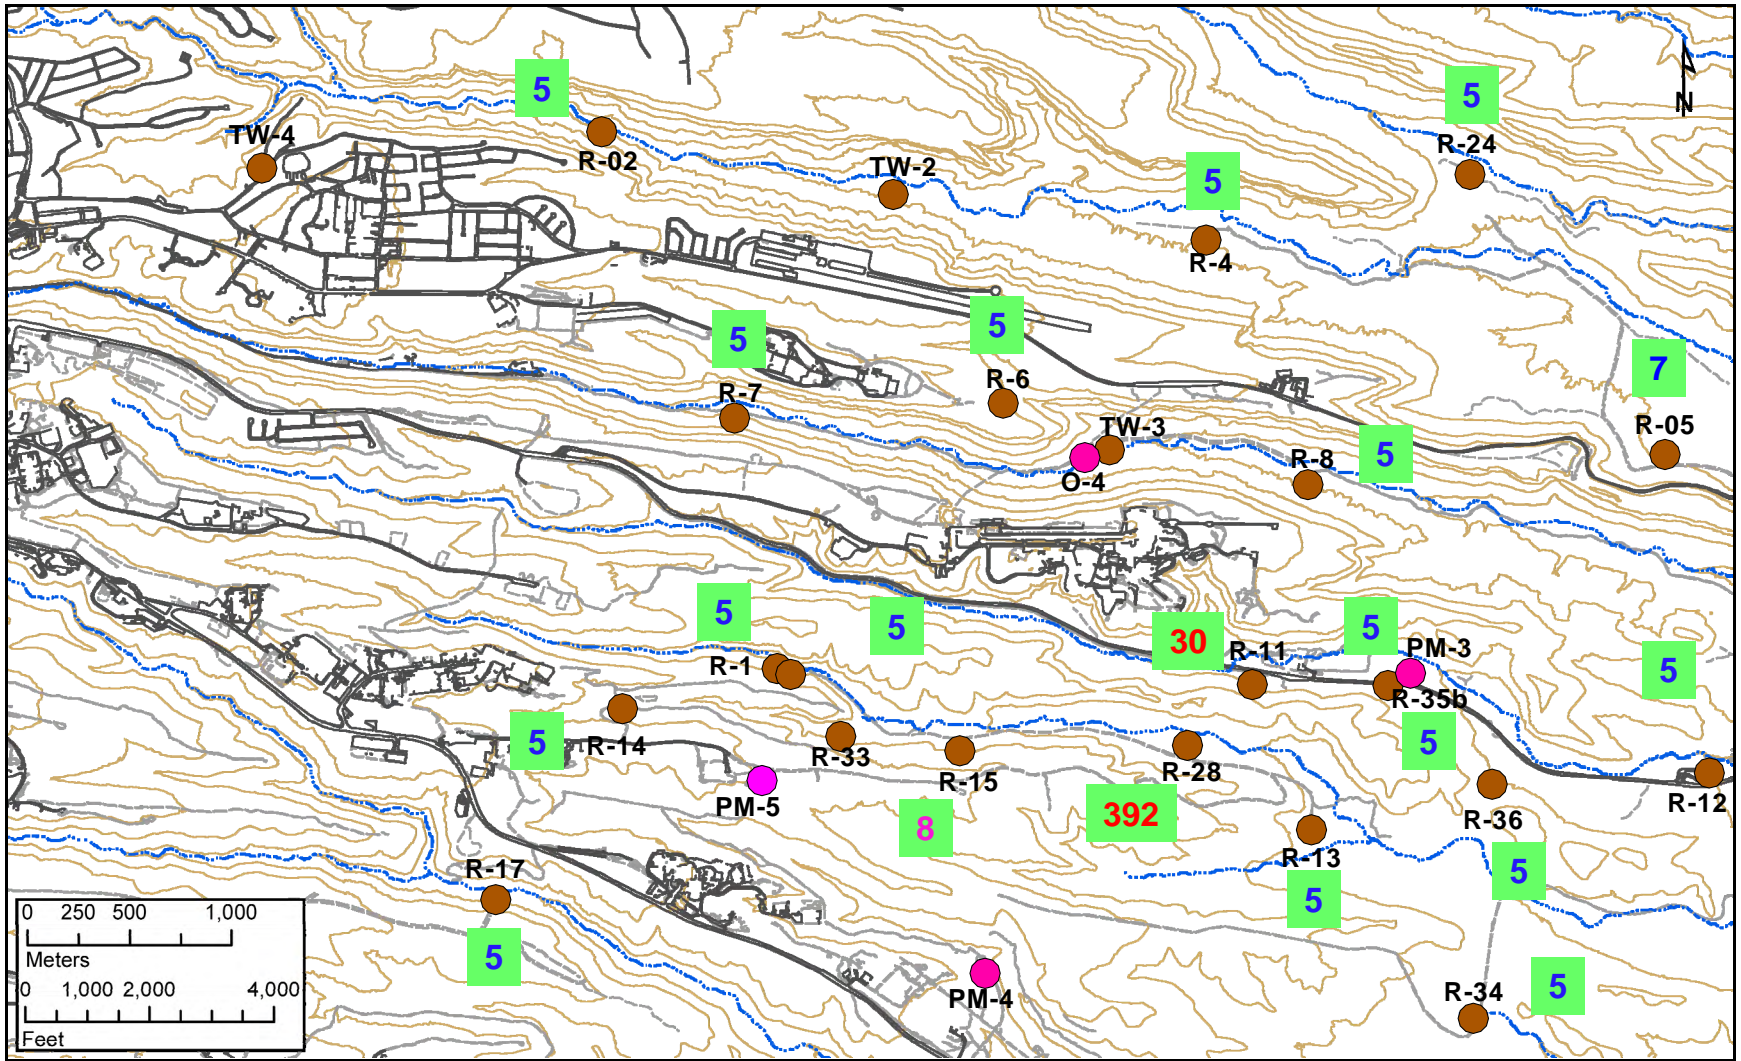 5
5
N
TW-4
R-02
R-24
TW-2
5
R-4
5
5
7
R-6
R-7
R-05
TW-3
5
R-8
O-4
5
5
30
5
R-11
PM-3
5
R-1
R-35b
5
R-14
R-33
R-15
R-28
5
PM-5
R-12
8
392
R-36
R-13
R-17
5
5
0 250 500 1,000
Meters
5
5
0 1,000 2,000 4,000
Feet
PM-4
R-34